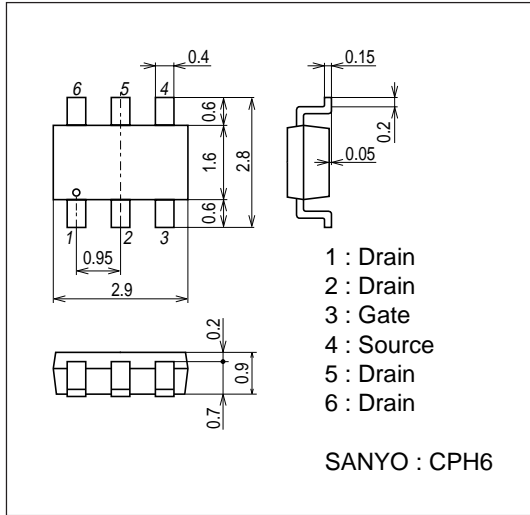 6 5 4
0.4
0.15
0.6
1.6
0.6
2.8
0.2
0.05
1 2 3
0.95
2.9
0.2
0.9
0.7
1 : Drain
2 : Drain
3 : Gate
4 : Source
5 : Drain
6 : Drain
SANYO : CPH6